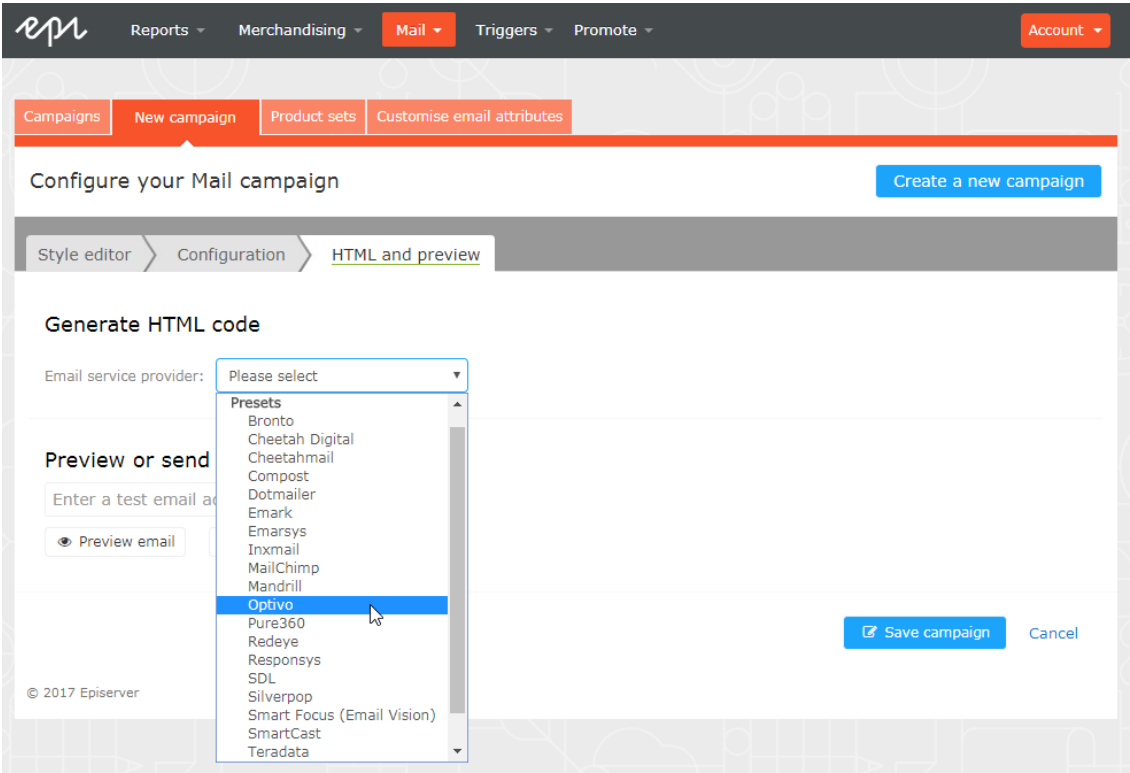 epi Reports Merchandising Mail Triggers Promote Account
Campaigns New campaign Product sets Customise email attributes
Configure your Mail campaign Create a new campaign
Style editor Configuration HTML and preview
Generate HTML code
Email service provider: Please select
Presets
Bronto
Cheetah Digital
Cheetahmail
Compost
Dotmailer
Emark
Emarsys
Inxmail
MailChimp
Mandrill
Optivo
Pure360
Redeye
Responsys
SDL
Silverpop
Smart Focus (Email Vision)
SmartCast
Teradata
Preview or send
Enter a test email
Preview email
Save campaign Cancel
© 2017 Episerver